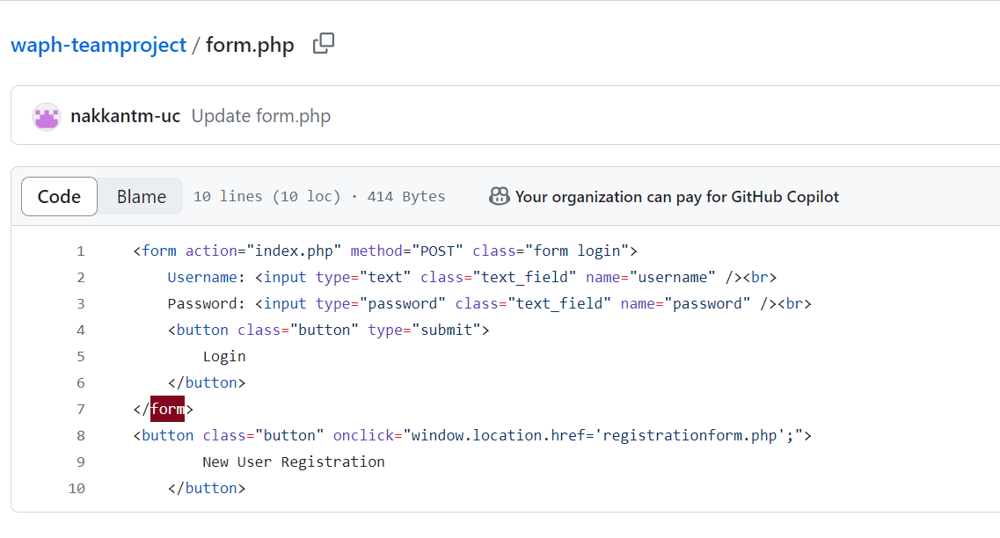 waph-teamproject / form.php
nakkantm-uc Update form.php
Code Blame 10 lines (10 loc) · 414 Bytes Your organization can pay for GitHub Copilot
1 <form action="index.php" method="POST" class="form login">
2     Username: <input type="text" class="text_field" name="username" /><br>
3     Password: <input type="password" class="text_field" name="password" /><br>
4     <button class="button" type="submit">
5         Login
6     </button>
7 </form>
8 <button class="button" onclick="window.location.href='registrationform.php';">
9         New User Registration
10     </button>